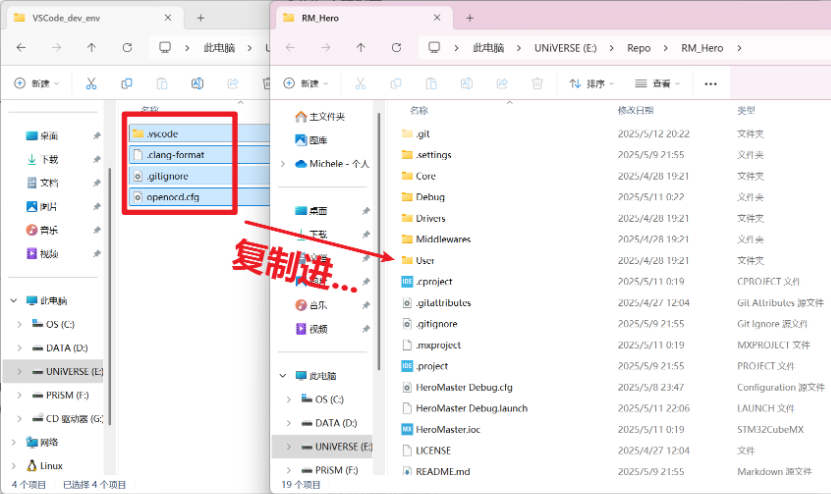 VSCode_dev_env
此电脑
新建
名称
.vscode
.clang-format
.gitignore
openocd.cfg
桌面
下载
文档
图片
音乐
视频
此电脑
OS (C:)
DATA (D:)
UNiVERSE (E:)
PRiSM (F:)
CD 驱动器 (G:)
网络
Linux
4 个项目 已选择 4 个项目
复制进...
RM_Hero
此电脑 UNiVERSE (E:) Repo RM_Hero
新建 排序 查看
主文件夹
图库
Michele - 个人
桌面
下载
音乐
视频
此电脑
OS (C:)
DATA (D:)
UNiVERSE (E:)
PRiSM (F:)
名称 修改日期 类型
.git 2025/5/12 20:22 文件夹
.settings 2025/5/9 21:55 文件夹
Core 2025/4/28 19:21 文件夹
Debug 2025/5/11 0:22 文件夹
Drivers 2025/4/28 19:21 文件夹
Middlewares 2025/4/28 19:21 文件夹
User 2025/4/28 19:21 文件夹
.cproject 2025/5/11 0:19 CPROJECT 文件
.gitattributes 2025/4/27 12:04 Git Attributes 源文件
.gitignore 2025/5/9 21:55 Git Ignore 源文件
.mxproject 2025/5/11 0:19 MXPROJECT 文件
.project 2025/5/9 21:55 PROJECT 文件
HeroMaster Debug.cfg 2025/5/8 23:47 Configuration 源文件
HeroMaster Debug.launch 2025/5/11 22:06 LAUNCH 文件
HeroMaster.ioc 2025/5/11 0:19 STM32CubeMX
LICENSE 2025/4/27 12:04 文件
README.md 2025/5/9 21:55 Markdown 源文件
19 个项目